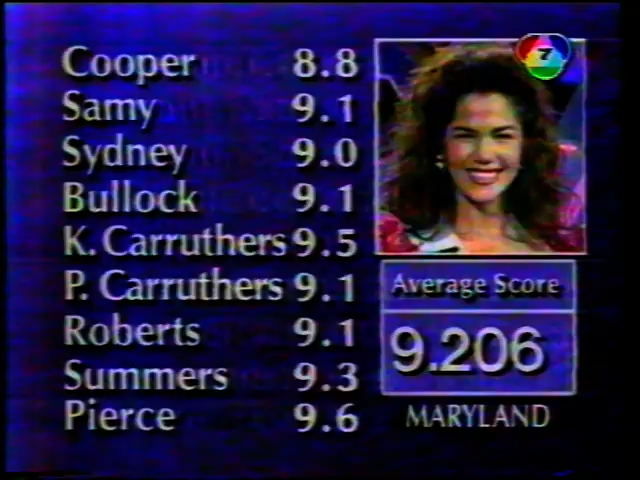 Cooper 8.8
Samy 9.1
Sydney 9.0
Bullock 9.1
K. Carruthers 9.5
P. Carruthers 9.1
Roberts 9.1
Summers 9.3
Pierce 9.6
7
Average Score
9.206
MARYLAND